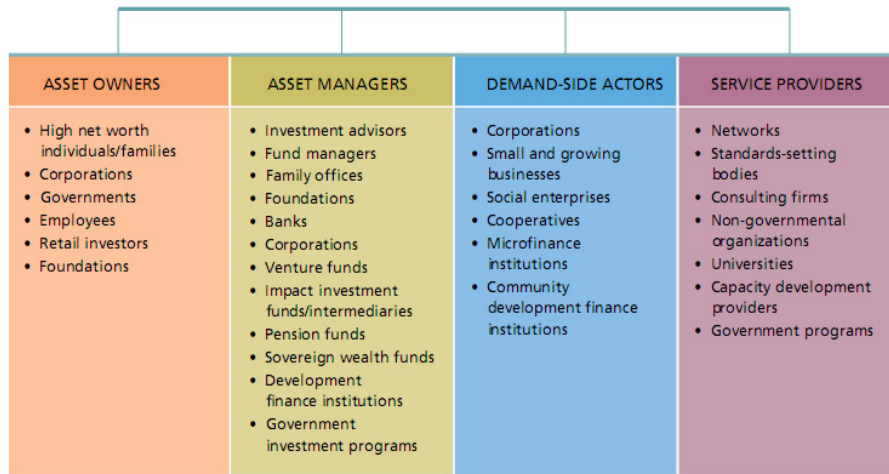 ASSET OWNERS
• High net worth
individuals/families
• Corporations
• Governments
• Employees
• Retail investors
• Foundations
ASSET MANAGERS
• Investment advisors
• Fund managers
• Family offices
• Foundations
• Banks
• Corporations
• Venture funds
• Impact investment
funds/intermediaries
• Pension funds
• Sovereign wealth funds
• Development
finance institutions
• Government
investment programs
DEMAND-SIDE ACTORS
• Corporations
• Small and growing
businesses
• Social enterprises
• Cooperatives
• Microfinance
institutions
• Community
development finance
institutions
SERVICE PROVIDERS
• Networks
• Standards-setting
bodies
• Consulting firms
• Non-governmental
organizations
• Universities
• Capacity development
providers
• Government programs